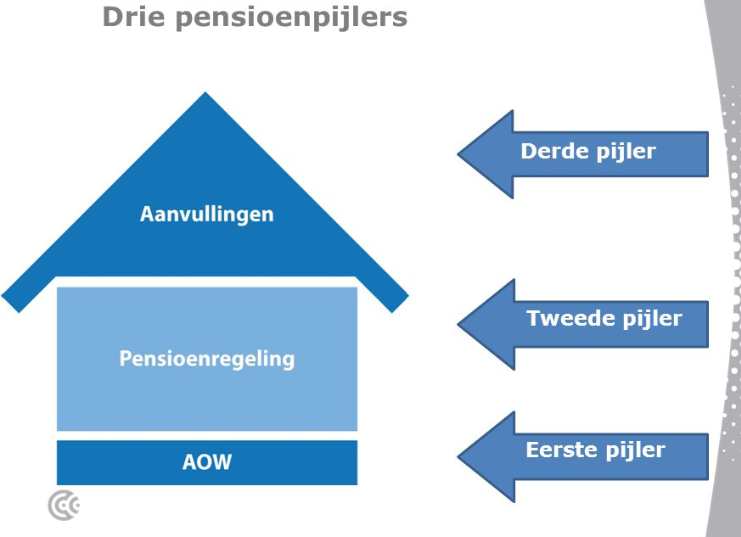 Drie pensioenpijlers
Derde pijler
Aanvullingen
Tweede pijler
Pensioenregeling
Eerste pijler
AOW